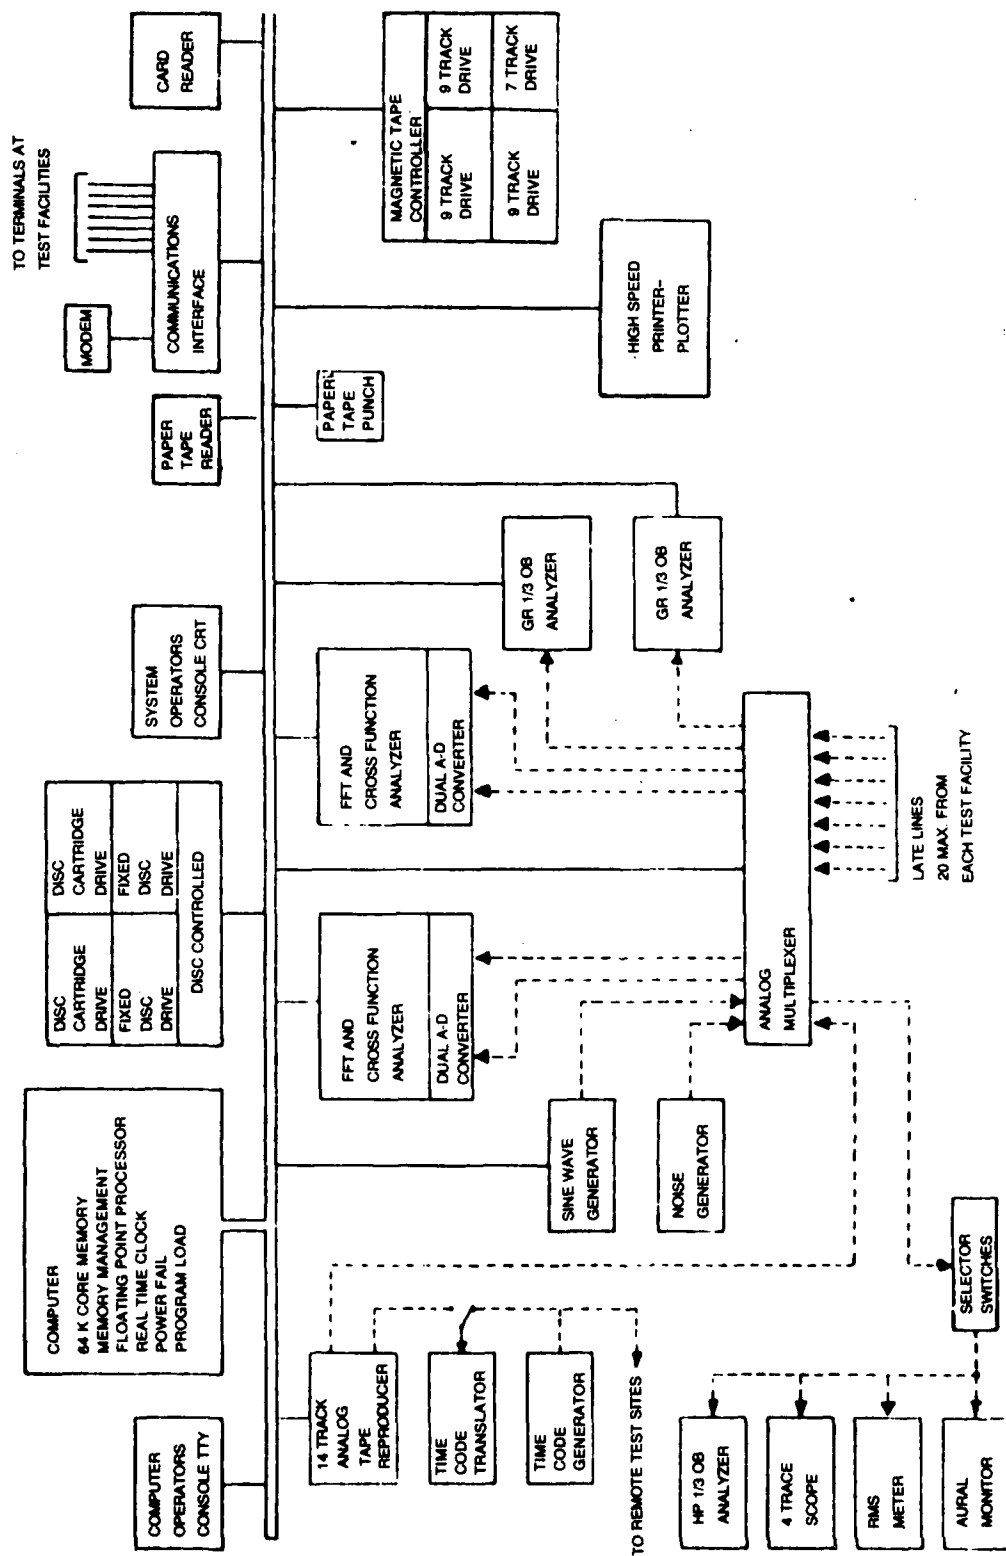 COMPUTER
OPERATORS
CONSOLE TTY
COMPUTER
64 K CORE MEMORY
MEMORY MANAGEMENT
FLOATING POINT PROCESSOR
REAL TIME CLOCK
POWER FAIL
PROGRAM LOAD
DISC
CARTRIDGE
DRIVE
DISC
CARTRIDGE
DRIVE
FIXED
DISC
DRIVE
FIXED
DISC
DRIVE
DISC CONTROLLED
SYSTEM
OPERATORS
CONSOLE CRT
PAPER
TAPE
READER
MODEM
TO TERMINALS AT
TEST FACILITIES
COMMUNICATIONS
INTERFACE
CARD
READER
14 TRACK
ANALOG
TAPE
REPRODUCER
TIME
CODE
TRANSLATOR
TIME
CODE
GENERATOR
TO REMOTE TEST SITES
SINE WAVE
GENERATOR
NOISE
GENERATOR
FFT AND
CROSS FUNCTION
ANALYZER
DUAL A-D
CONVERTER
FFT AND
CROSS FUNCTION
ANALYZER
DUAL A-D
CONVERTER
GR 1/3 OB
ANALYZER
GR 1/3 OB
ANALYZER
PAPER
TAPE
PUNCH
HIGH SPEED
PRINTER-
PLOTTER
MAGNETIC TAPE
CONTROLLER
9 TRACK
DRIVE
9 TRACK
DRIVE
9 TRACK
DRIVE
7 TRACK
DRIVE
ANALOG
MULTIPLEXER
LATE LINES
20 MAX. FROM
EACH TEST FACILITY
SELECTOR
SWITCHES
HP 1/3 OB
ANALYZER
4 TRACE
SCOPE
RMS
METER
AURAL
MONITOR